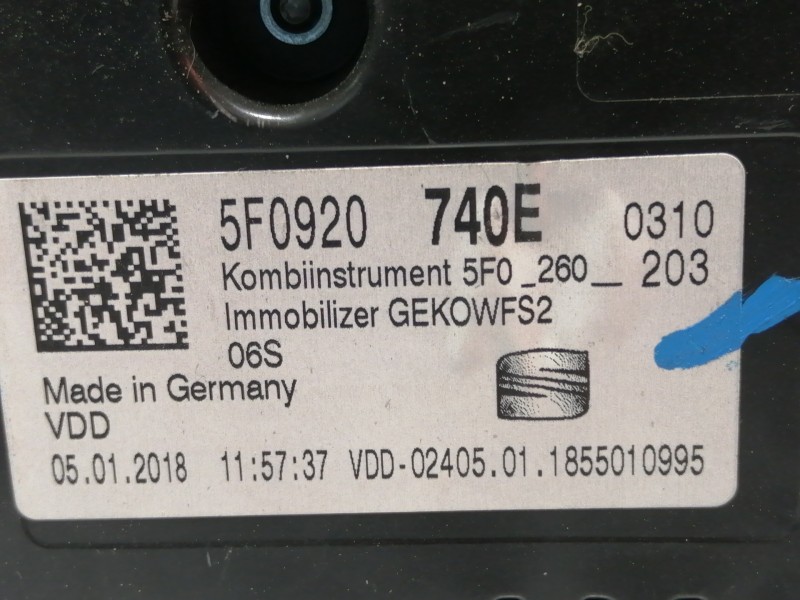 5F0920 740E 0310
Kombiinstrument 5F0_260__ 203
Immobilizer GEKOWFS2
06S
Made in Germany
VDD
05.01.2018 11:57:37 VDD-02405.01.1855010995